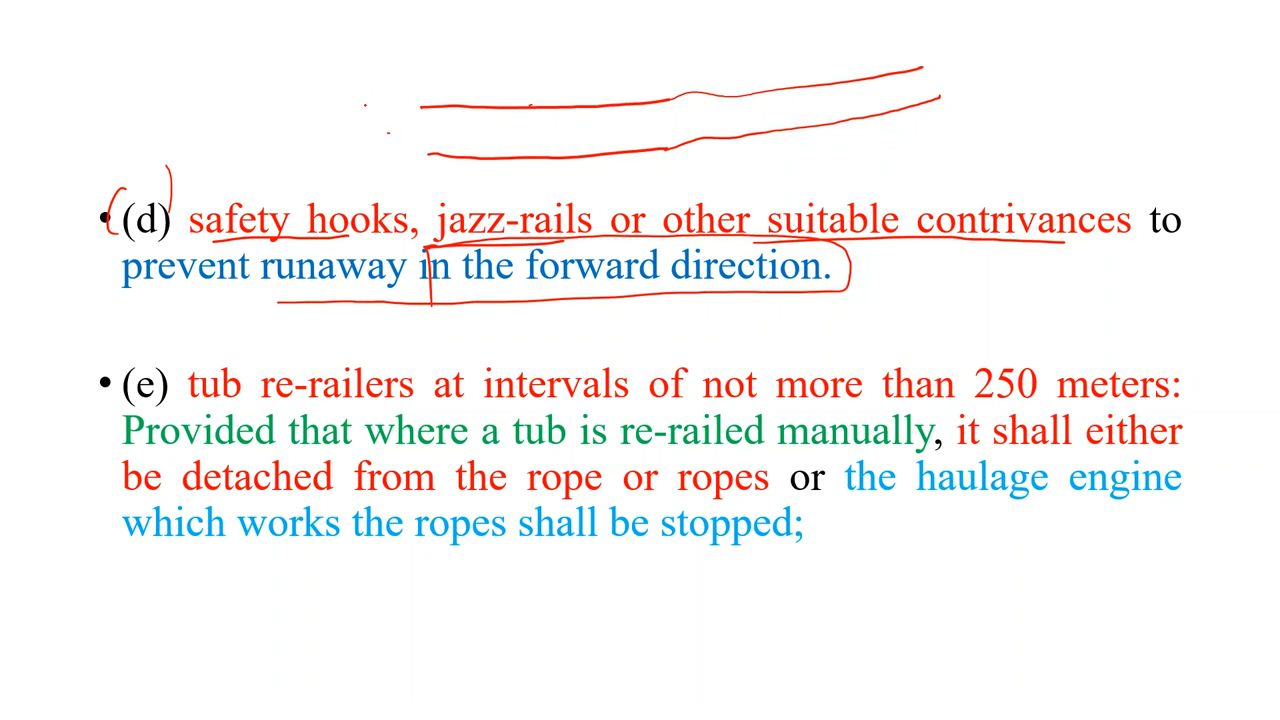 • (d) safety hooks, jazz-rails or other suitable contrivances to
prevent runaway in the forward direction.
• (e) tub re-railers at intervals of not more than 250 meters:
Provided that where a tub is re-railed manually, it shall either
be detached from the rope or ropes or the haulage engine
which works the ropes shall be stopped;